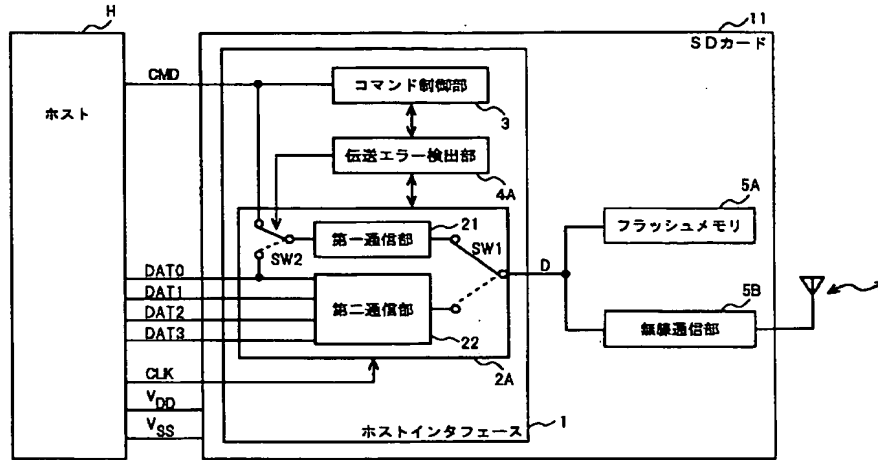 H
11
SDカード
CMD
コマンド制御部
3
ホスト
伝送エラー検出部
4A
5A
フラッシュメモリ
21
第一通信部
SW1
SW2
D
DAT0
DAT1
DAT2
DAT3
第二通信部
22
5B
無線通信部
CLK
2A
VDD
VSS
ホストインタフェース
1